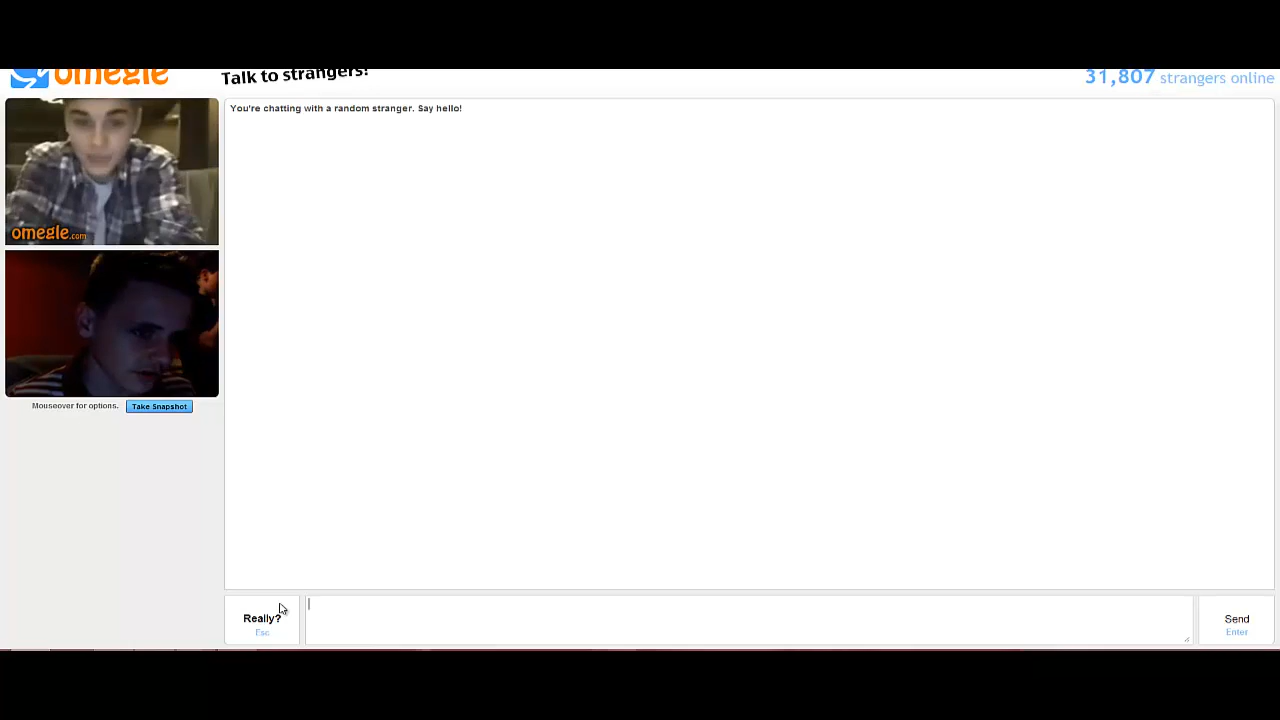 omegle
Talk to strangers!
31,807 strangers online
You're chatting with a random stranger. Say hello!
omegle.com
Mouseover for options.
Take Snapshot
Really?
Esc
Send
Enter